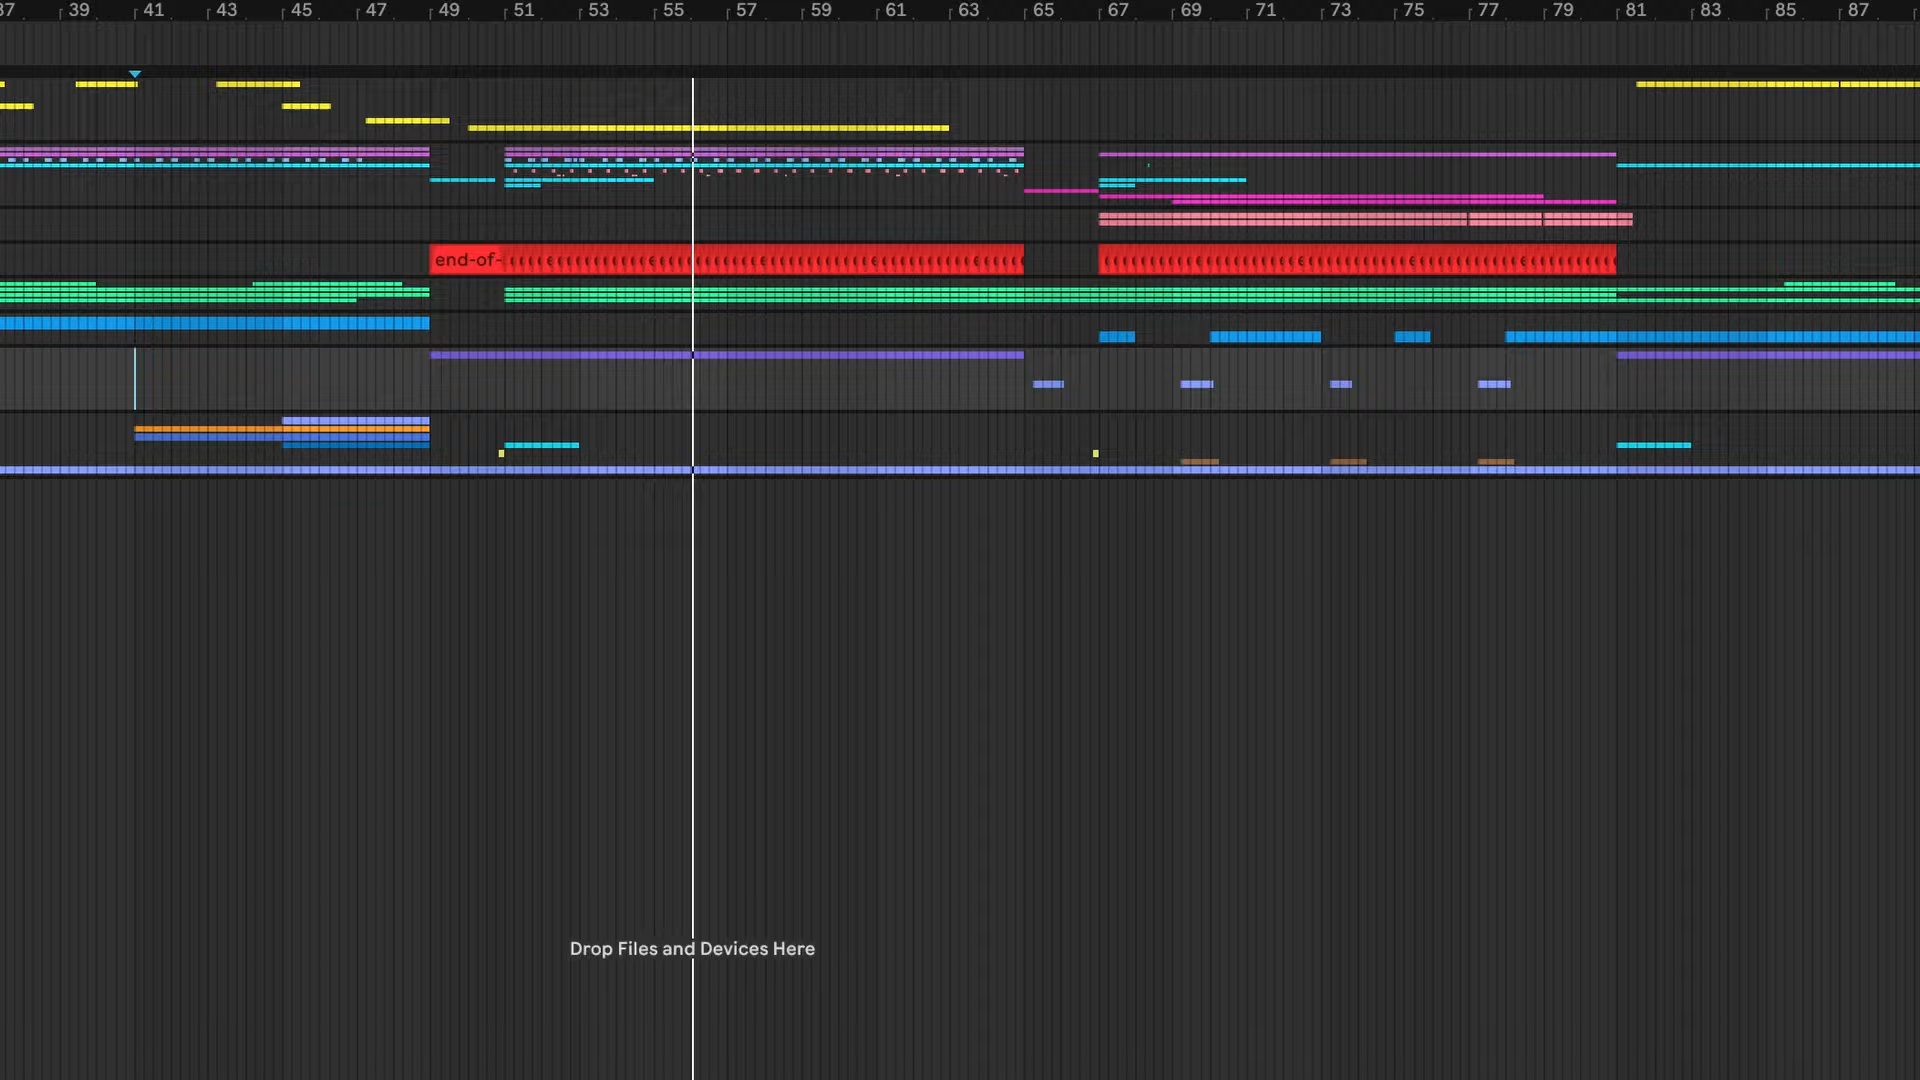 37 39 41 43 45 47 49 51 53 55 57 59 61 63 65 67 69 71 73 75 77 79 81 83 85 87
end-of-
Drop Files and Devices Here